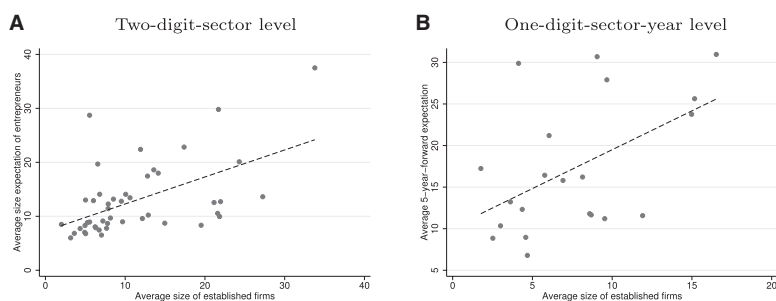 A
Two-digit-sector level
Average size expectation of entrepreneurs
40
30
20
10
0
0
10
20
30
40
Average size of established firms
B
One-digit-sector-year level
Average 5−year−forward expectation
30
25
20
15
10
5
0
5
10
15
20
Average size of established firms